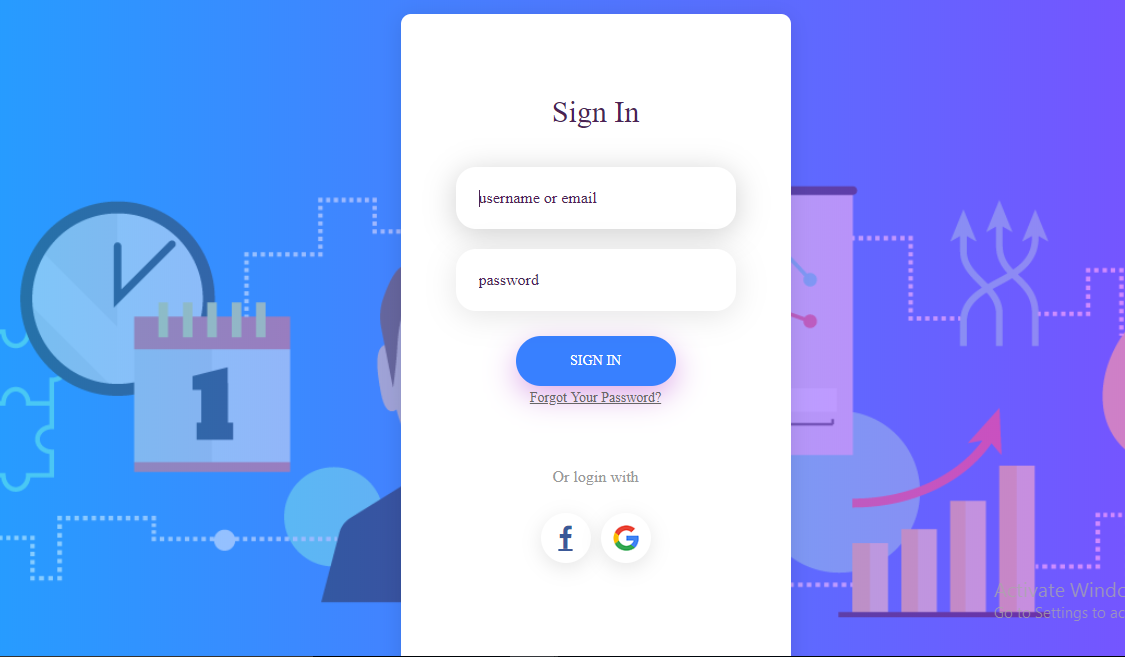 Sign In
username or email
password
SIGN IN
Forgot Your Password?
Or login with
1
Activate Windo
Go to Settings to ac